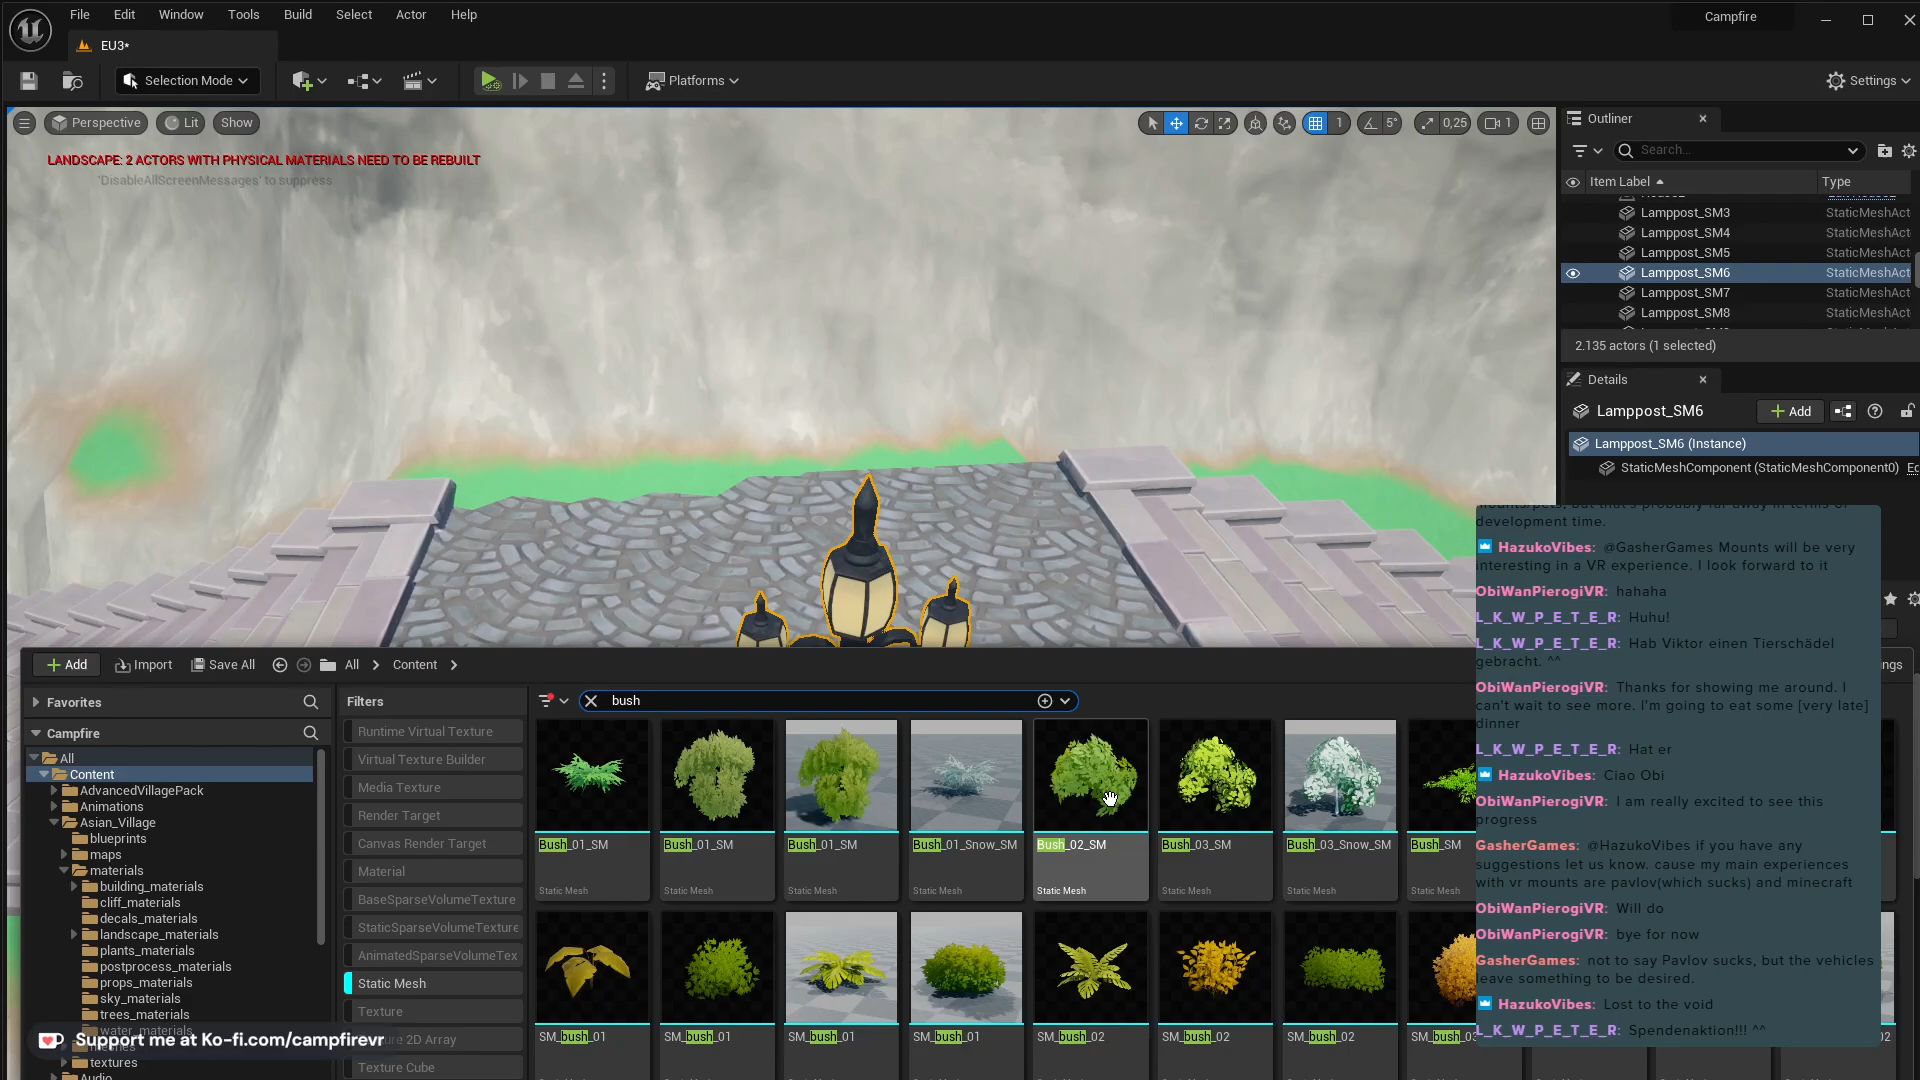 File Edit Window Tools Build Select Actor Help
Campfire
EU3*
Selection Mode
Platforms
Settings
Perspective Lit Show
1 5° 0,25 1
LANDSCAPE: 2 ACTORS WITH PHYSICAL MATERIALS NEED TO BE REBUILT
'DisableAllScreenMessages' to suppress
Outliner
Search...
Item Label Type
Lamppost_SM3 StaticMeshAct
Lamppost_SM4 StaticMeshAct
Lamppost_SM5 StaticMeshAct
Lamppost_SM6 StaticMeshAct
Lamppost_SM7 StaticMeshAct
Lamppost_SM8 StaticMeshAct
2.135 actors (1 selected)
Details
Lamppost_SM6 Add
Lamppost_SM6 (Instance)
StaticMeshComponent (StaticMeshComponent0)
development time.
HazukoVibes: @GasherGames Mounts will be very
interesting in a VR experience. I look forward to it
ObiWanPierogiVR: hahaha
L_K_W_P_E_T_E_R: Huhu!
L_K_W_P_E_T_E_R: Hab Viktor einen Tierschädel
gebracht. ^^
ObiWanPierogiVR: Thanks for showing me around. I
can't wait to see more. I'm going to eat some [very late]
dinner
L_K_W_P_E_T_E_R: Hat er
HazukoVibes: Ciao Obi
ObiWanPierogiVR: I am really excited to see this
progress
GasherGames: @HazukoVibes if you have any
suggestions let us know. cause my main experiences
with vr mounts are pavlov(which sucks) and minecraft
ObiWanPierogiVR: Will do
ObiWanPierogiVR: bye for now
GasherGames: not to say Pavlov sucks, but the vehicles
leave something to be desired.
HazukoVibes: Lost to the void
L_K_W_P_E_T_E_R: Spendenaktion!!! ^^
Add Import Save All All Content
Favorites
Campfire
All
Content
AdvancedVillagePack
Animations
Asian_Village
blueprints
maps
materials
building_materials
cliff_materials
decals_materials
landscape_materials
plants_materials
postprocess_materials
props_materials
sky_materials
trees_materials
water_materials
Support me at Ko-fi.com/campfirevr
textures
Audio
Filters
Runtime Virtual Texture
Virtual Texture Builder
Media Texture
Render Target
Canvas Render Target
Material
BaseSparseVolumeTexture
StaticSparseVolumeTexture
AnimatedSparseVolumeTex
Static Mesh
Texture
2D Array
Texture Cube
bush
Bush_01_SM Bush_01_SM Bush_01_SM Bush_01_Snow_SM Bush_02_SM Bush_03_SM Bush_03_Snow_SM Bush_SM
Static Mesh Static Mesh Static Mesh Static Mesh Static Mesh Static Mesh Static Mesh Static Mesh
SM_bush_01 SM_bush_01 SM_bush_01 SM_bush_01 SM_bush_02 SM_bush_02 SM_bush_02 SM_bush_03